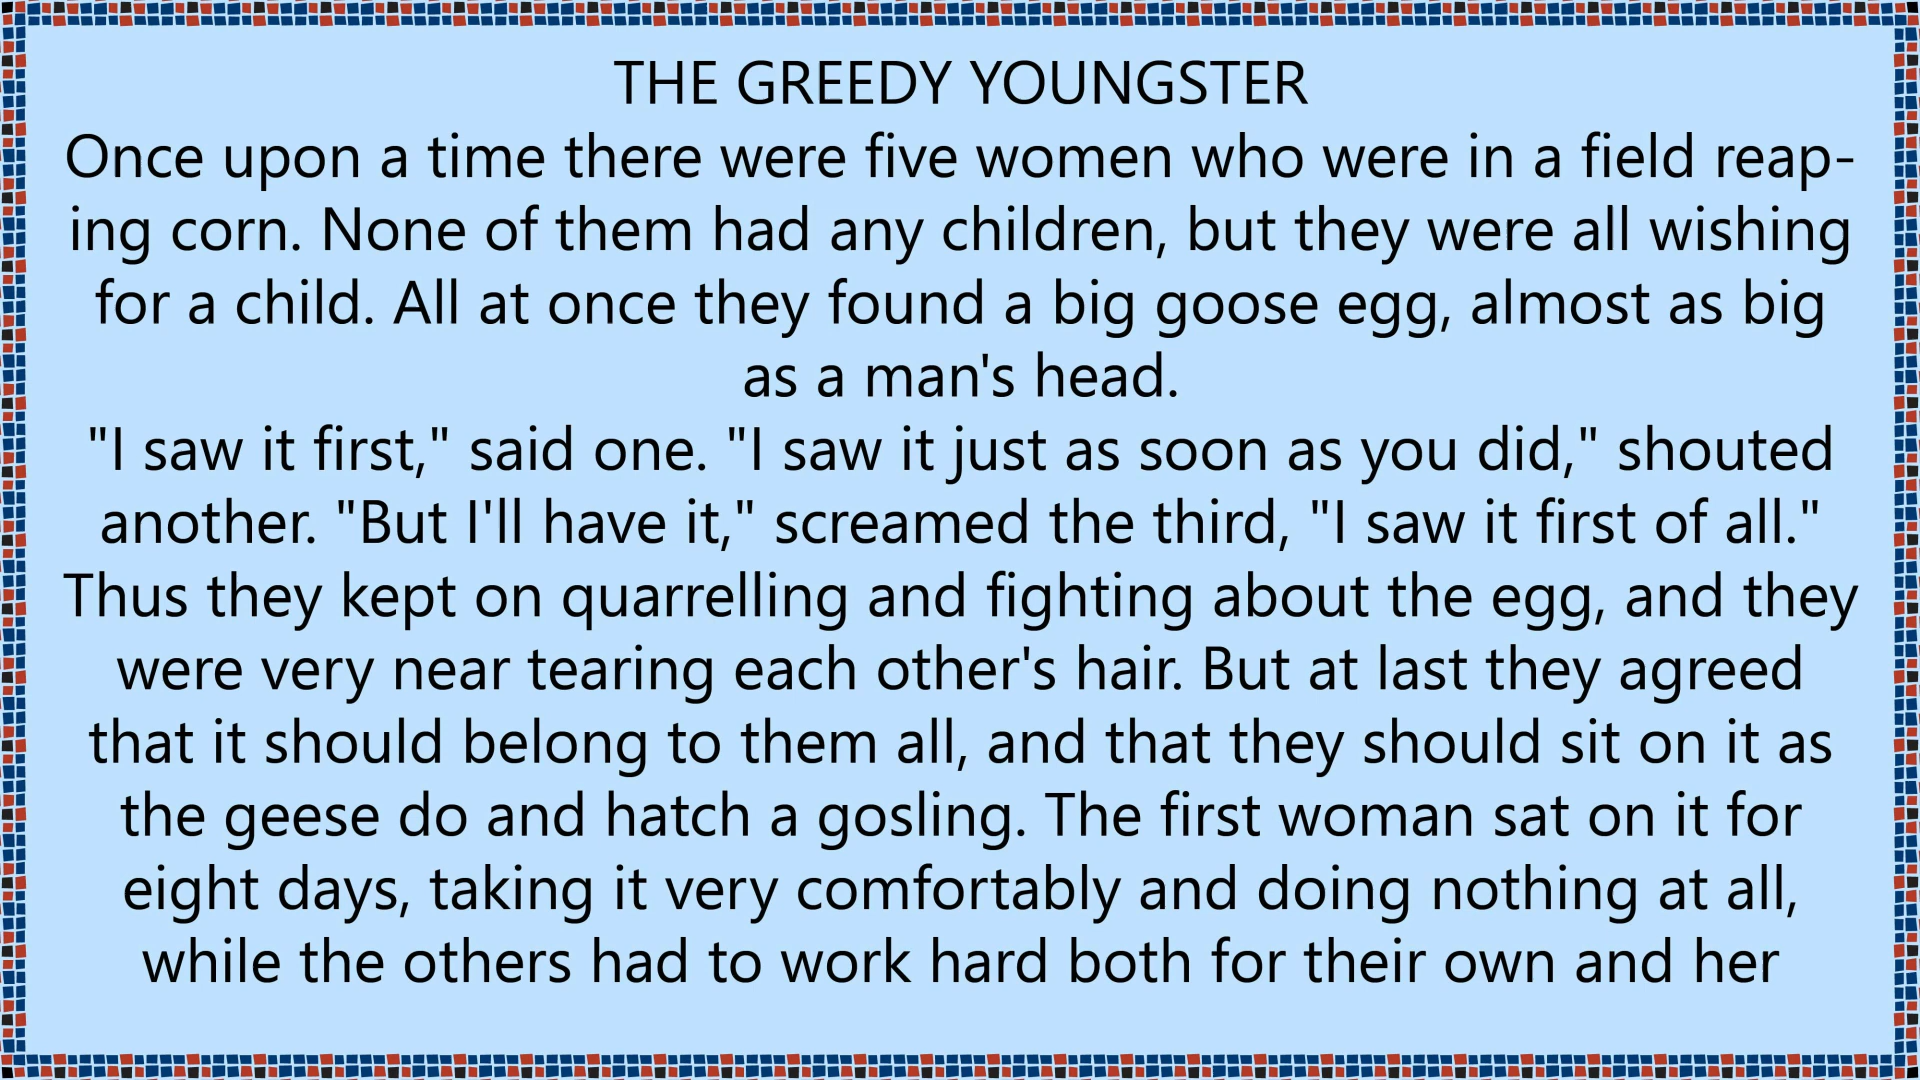 THE GREEDY YOUNGSTER
Once upon a time there were five women who were in a field reap-
ing corn. None of them had any children, but they were all wishing
for a child. All at once they found a big goose egg, almost as big
as a man's head.
"I saw it first," said one. "I saw it just as soon as you did," shouted
another. "But I'll have it," screamed the third, "I saw it first of all."
Thus they kept on quarrelling and fighting about the egg, and they
were very near tearing each other's hair. But at last they agreed
that it should belong to them all, and that they should sit on it as
the geese do and hatch a gosling. The first woman sat on it for
eight days, taking it very comfortably and doing nothing at all,
while the others had to work hard both for their own and her